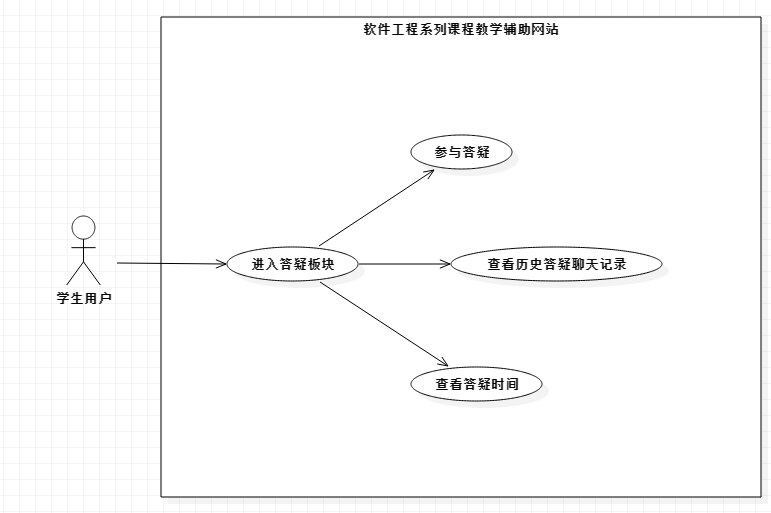 软件工程系列课程教学辅助网站
参与答疑
进入答疑板块
查看历史答疑聊天记录
学生用户
查看答疑时间